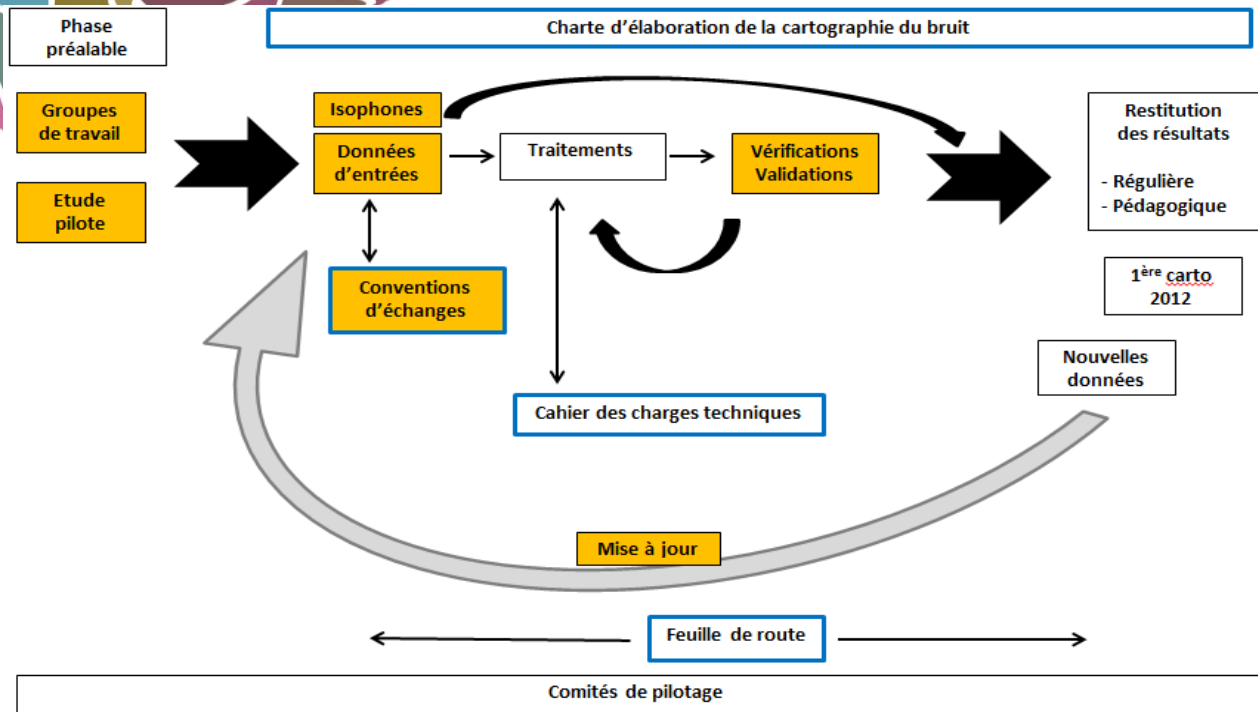 Phase
préalable
Charte d'élaboration de la cartographie du bruit
Groupes
de travail
Etude
pilote
Isophones
Données
d'entrées
Traitements
Vérifications
Validations
Restitution
des résultats
- Régulière
- Pédagogique
Conventions
d'échanges
1ère carto
2012
Nouvelles
données
Cahier des charges techniques
Mise à jour
Feuille de route
Comités de pilotage